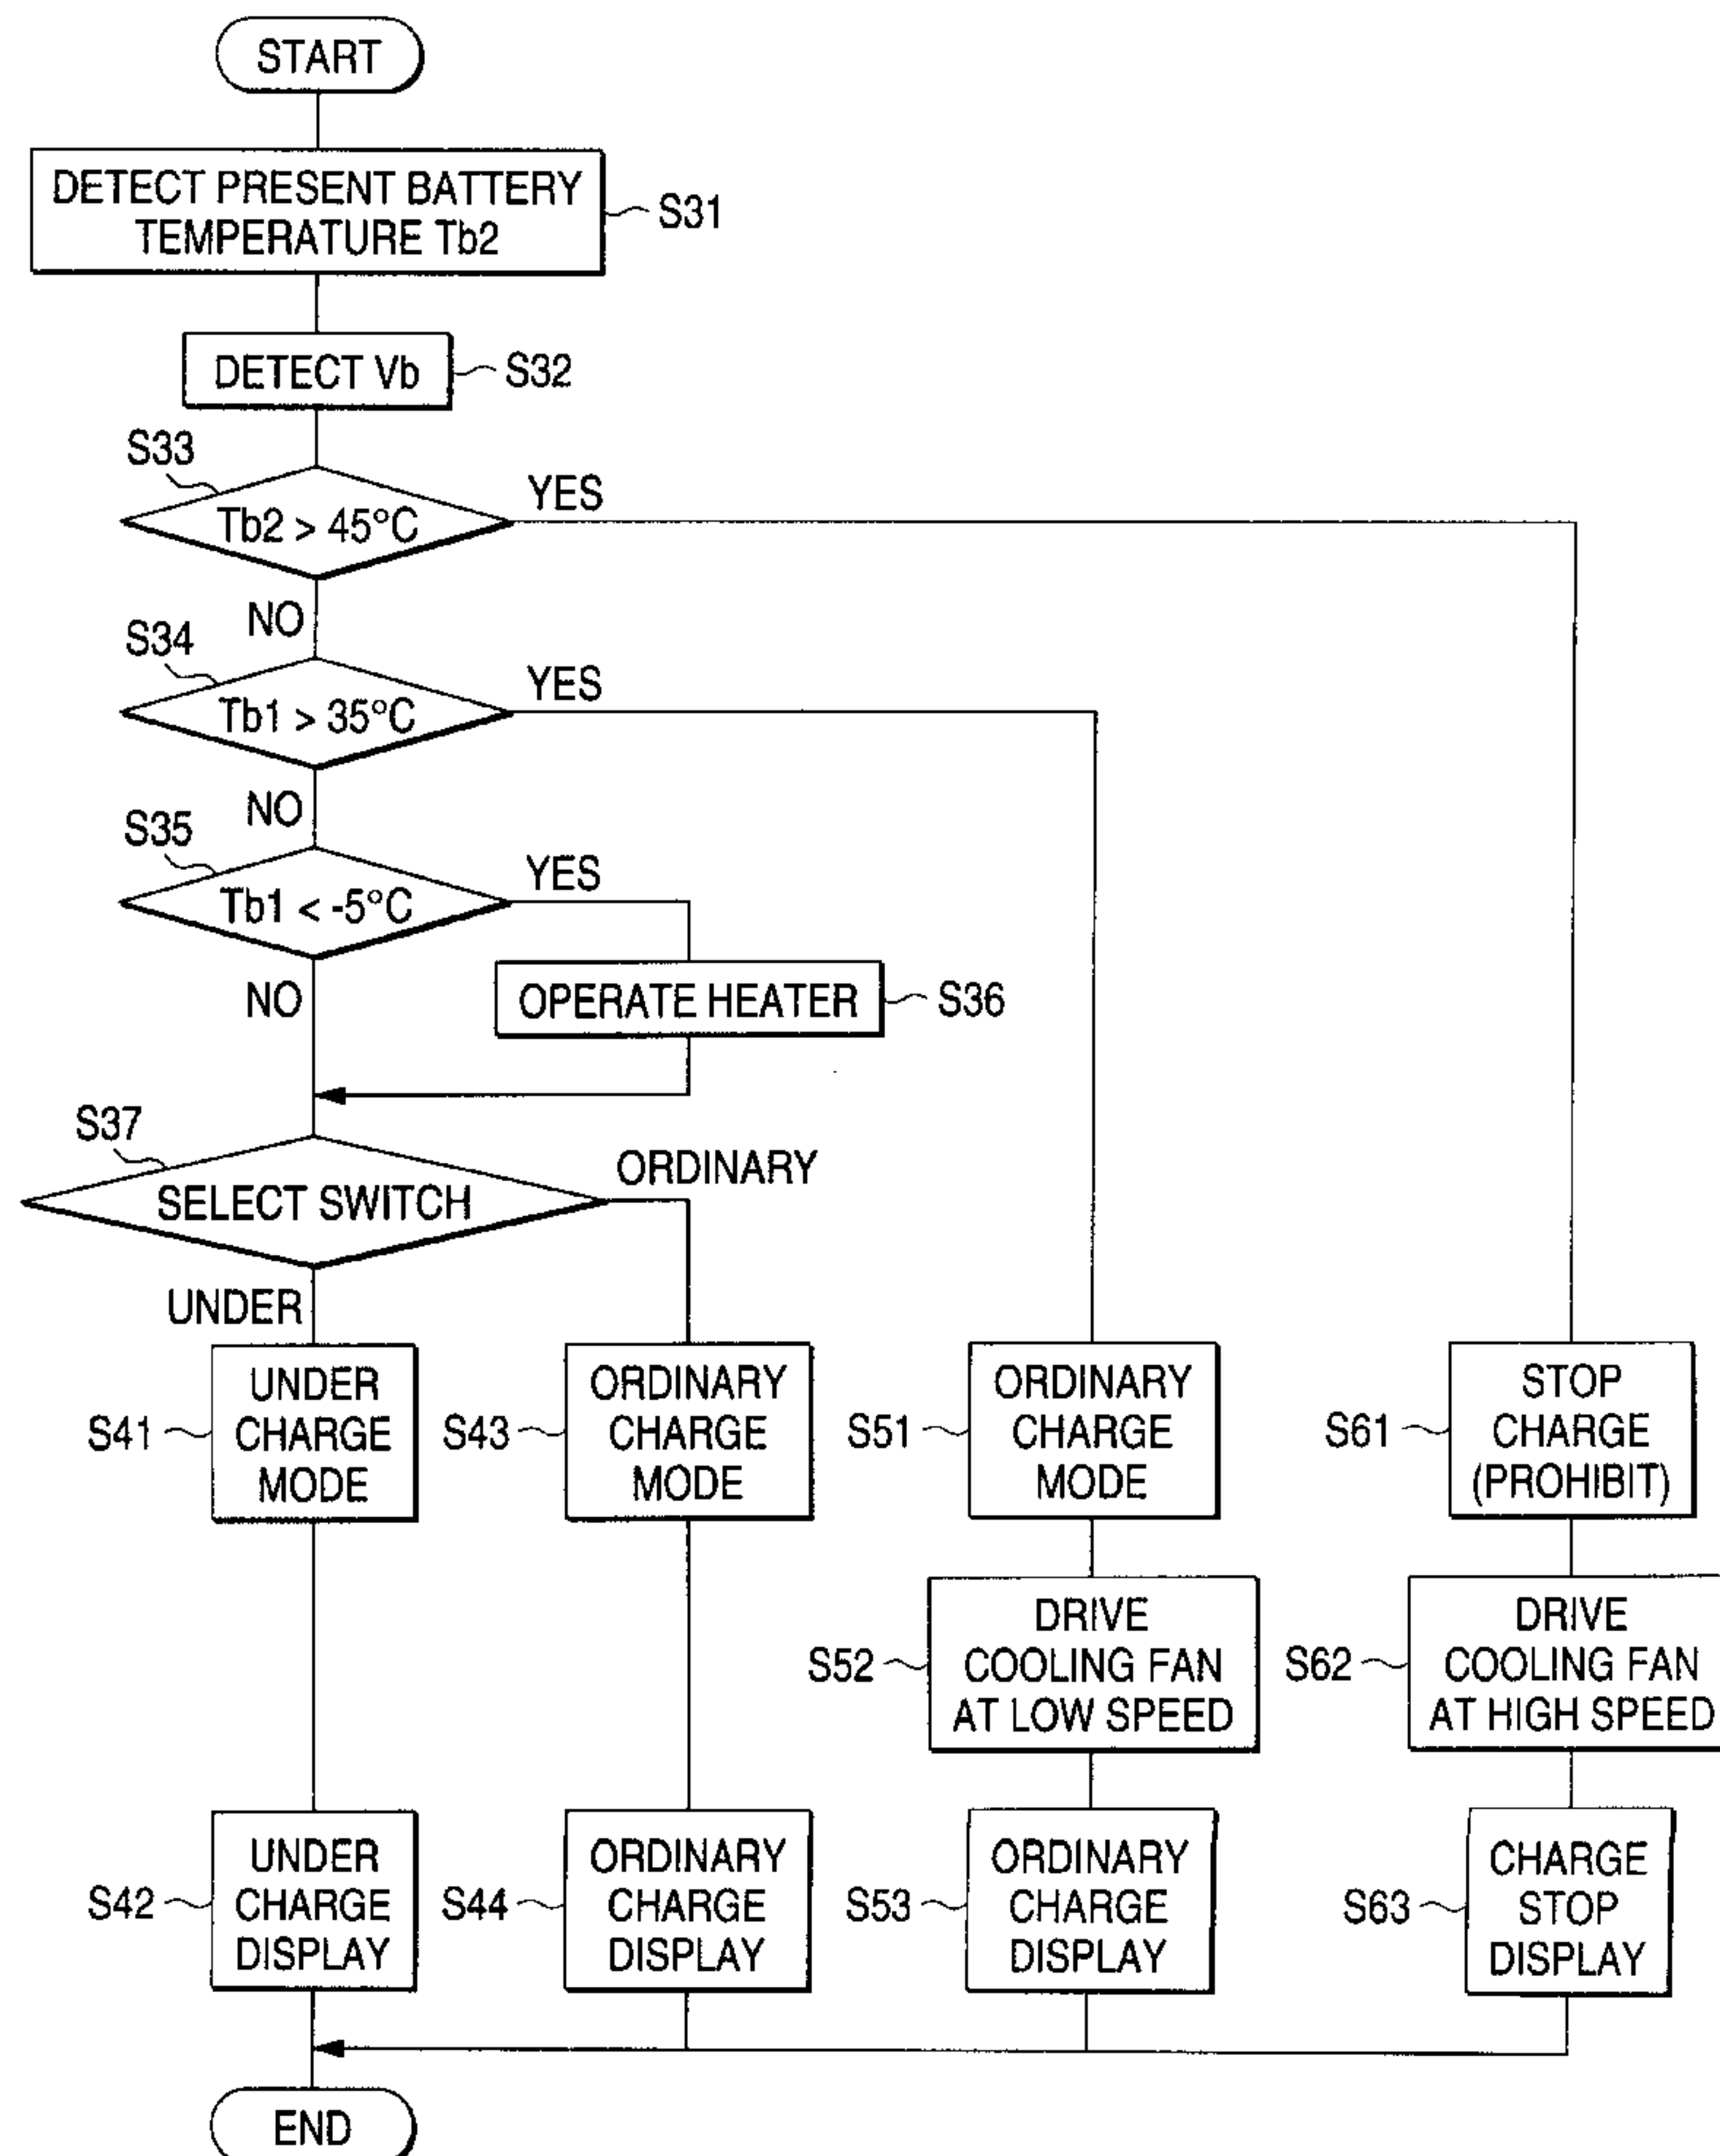 START
DETECT PRESENT BATTERY
TEMPERATURE Tb2
S31
DETECT Vb
S32
S33
Tb2 > 45°C
YES
NO
S34
Tb1 > 35°C
YES
NO
S35
Tb1 < -5°C
YES
NO
OPERATE HEATER
S36
S37
SELECT SWITCH
ORDINARY
UNDER
S41
UNDER
CHARGE
MODE
S43
ORDINARY
CHARGE
MODE
S51
ORDINARY
CHARGE
MODE
S61
STOP
CHARGE
(PROHIBIT)
S52
DRIVE
COOLING FAN
AT LOW SPEED
S62
DRIVE
COOLING FAN
AT HIGH SPEED
S42
UNDER
CHARGE
DISPLAY
S44
ORDINARY
CHARGE
DISPLAY
S53
ORDINARY
CHARGE
DISPLAY
S63
CHARGE
STOP
DISPLAY
END